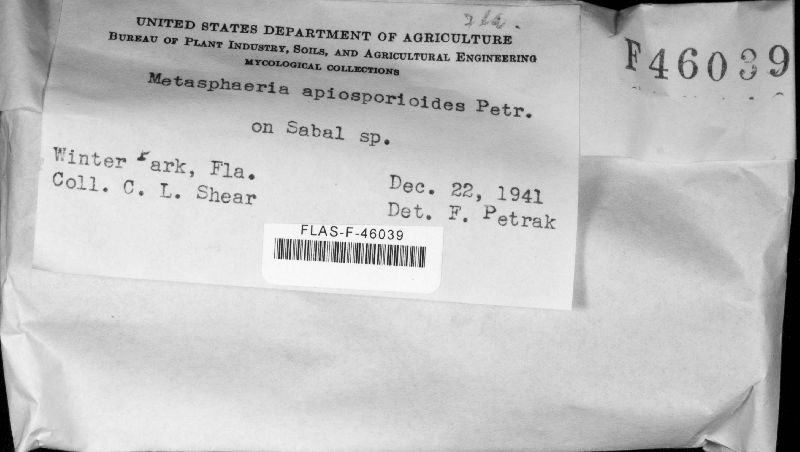 UNITED STATES DEPARTMENT OF AGRICULTURE
BUREAU OF PLANT INDUSTRY, SOILS, AND AGRICULTURAL ENGINEERING
MYCOLOGICAL COLLECTIONS
F46039
Metasphaeria apiosporioides Petr.
on Sabal sp.
Winter Park, Fla.
Coll. C. L. Shear
Dec. 22, 1941
Det. F. Petrak
FLAS-F-46039